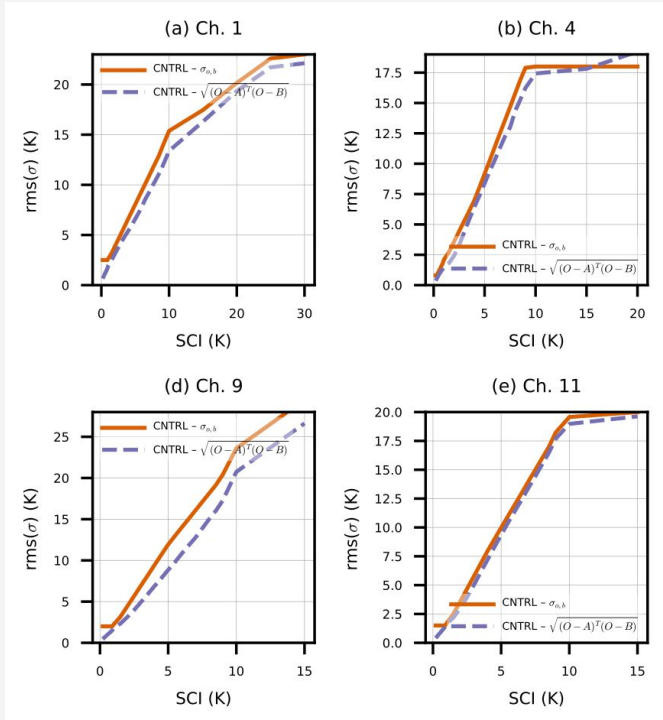 (a) Ch. 1
20
15
10
5
0
rms(σ) (K)
CNTRL – σ_{o,b}
CNTRL – √(O – A)^T(O – B)
0 10 20 30
SCI (K)
(b) Ch. 4
17.5
15.0
12.5
10.0
7.5
5.0
2.5
0.0
rms(σ) (K)
CNTRL – σ_{o,b}
CNTRL – √(O – A)^T(O – B)
0 5 10 15 20
SCI (K)
(d) Ch. 9
25
20
15
10
5
0
rms(σ) (K)
CNTRL – σ_{o,b}
CNTRL – √(O – A)^T(O – B)
0 5 10 15
SCI (K)
(e) Ch. 11
20.0
17.5
15.0
12.5
10.0
7.5
5.0
2.5
0.0
rms(σ) (K)
CNTRL – σ_{o,b}
CNTRL – √(O – A)^T(O – B)
0 5 10 15
SCI (K)